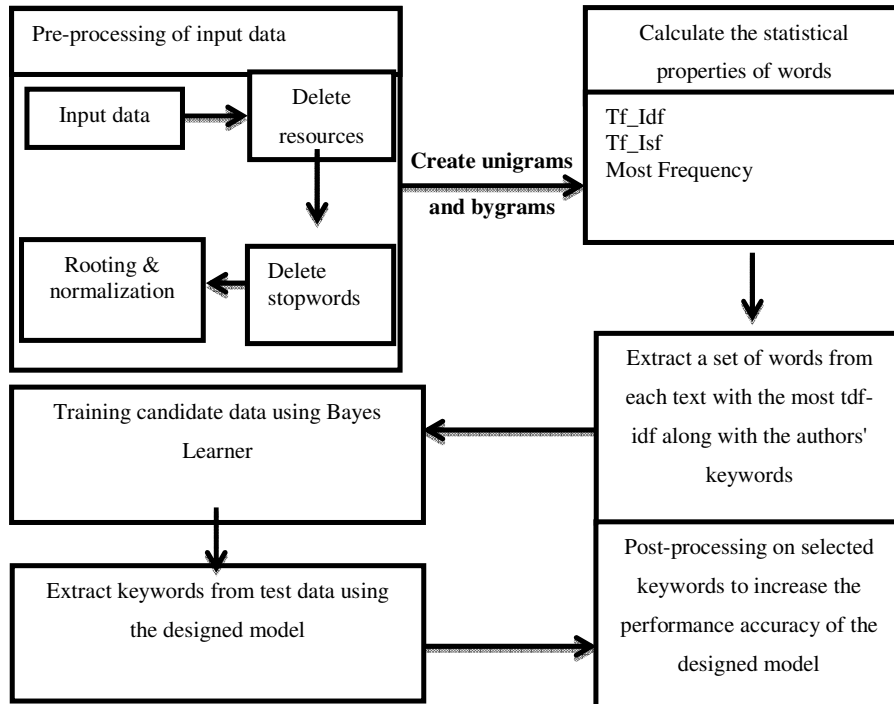 Pre-processing of input data
Input data
Delete
resources
Delete
stopwords
Rooting &
normalization
Create unigrams
and bygrams
Calculate the statistical
properties of words
Tf_Idf
Tf_Isf
Most Frequency
Extract a set of words from
each text with the most tdf-
idf along with the authors'
keywords
Training candidate data using Bayes
Learner
Extract keywords from test data using
the designed model
Post-processing on selected
keywords to increase the
performance accuracy of the
designed model